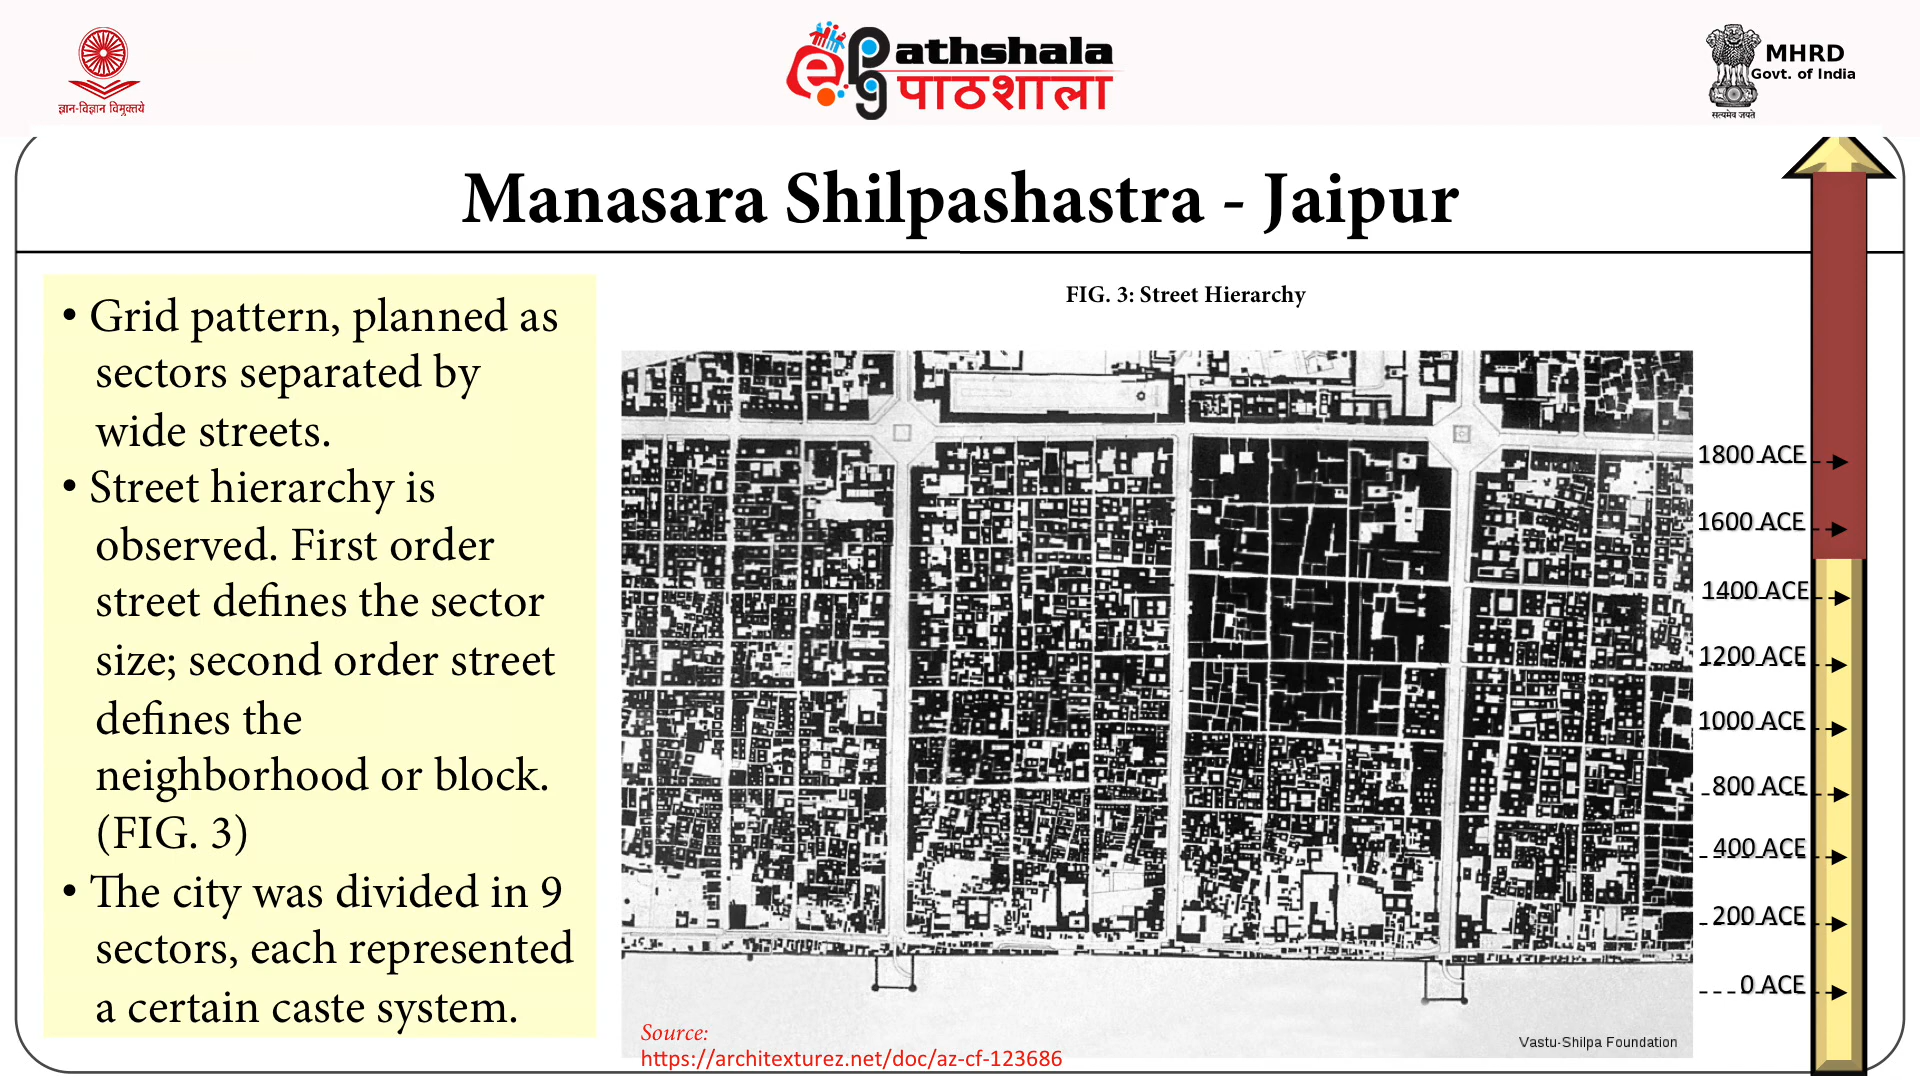 ज्ञान-विज्ञान विमुक्तये
ePathshala
पाठशाला
MHRD
Govt. of India
सत्यमेव जयते
Manasara Shilpashastra - Jaipur
• Grid pattern, planned as
sectors separated by
wide streets.
• Street hierarchy is
observed. First order
street defines the sector
size; second order street
defines the
neighborhood or block.
(FIG. 3)
• The city was divided in 9
sectors, each represented
a certain caste system.
FIG. 3: Street Hierarchy
Vastu-Shilpa Foundation
Source:
https://architexturez.net/doc/az-cf-123686
1800 ACE
1600 ACE
1400 ACE
1200 ACE
1000 ACE
800 ACE
400 ACE
200 ACE
0 ACE